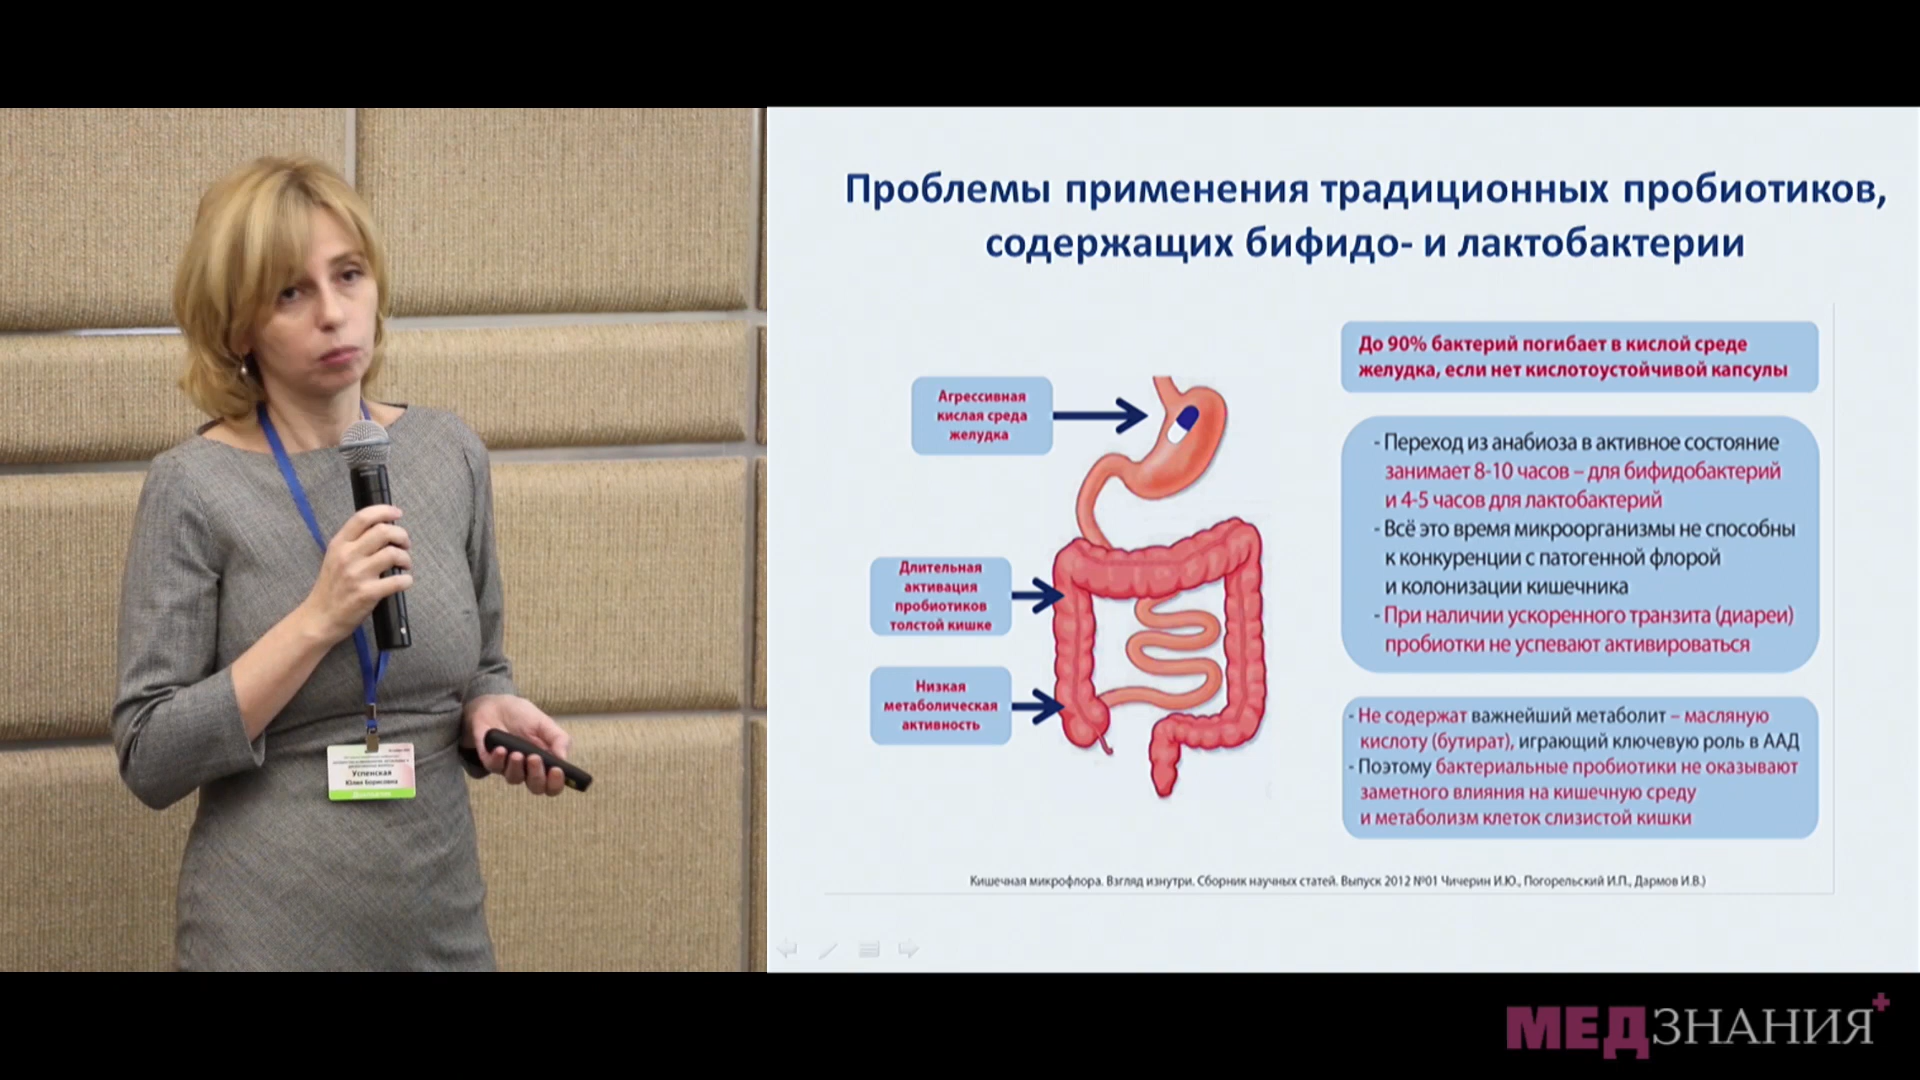 Проблемы применения традиционных пробиотиков,
содержащих бифидо- и лактобактерии
Агрессивная
кислая среда
желудка
Длительная
активация
пробиотиков
толстой кишке
Низкая
метаболическая
активность
До 90% бактерий погибает в кислой среде
желудка, если нет кислотоустойчивой капсулы
- Переход из анабиоза в активное состояние
занимает 8-10 часов – для бифидобактерий
и 4-5 часов для лактобактерий
- Всё это время микроорганизмы не способны
к конкуренции с патогенной флорой
и колонизации кишечника
- При наличии ускоренного транзита (диареи)
пробиотки не успевают активироваться
- Не содержат важнейший метаболит – масляную
кислоту (бутират), играющий ключевую роль в ААД
- Поэтому бактериальные пробиотики не оказывают
заметного влияния на кишечную среду
и метаболизм клеток слизистой кишки
Кишечная микрофлора. Взгляд изнутри. Сборник научных статей. Выпуск 2012 №01 Чичерин И.Ю., Погорельский И.П., Дармов И.В.)
Успенская
Юлия Борисовна
МЕДЗНАНИЯ+